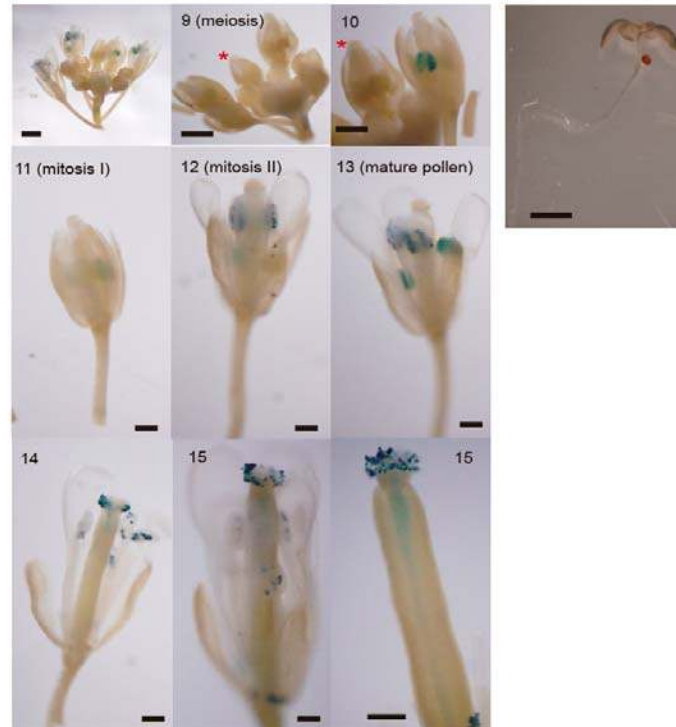 9 (meiosis)
*
10
*
11 (mitosis I)
12 (mitosis II)
13 (mature pollen)
14
15
15